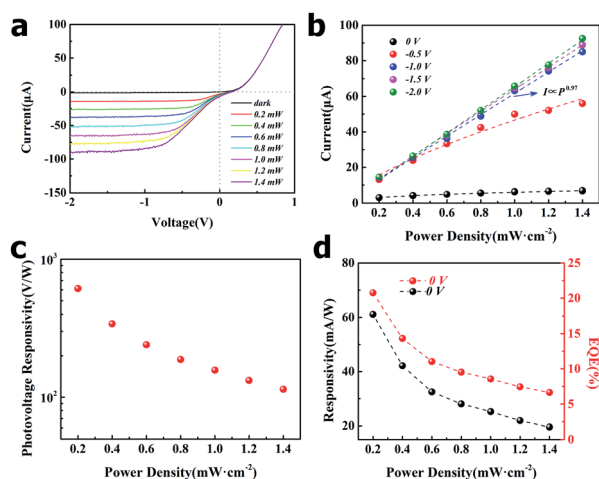 a
100
50
0
-50
-100
-150
-2
-1
0
1
Current(μA)
Voltage(V)
dark
0.2 mW
0.4 mW
0.6 mW
0.8 mW
1.0 mW
1.2 mW
1.4 mW
b
100
80
60
40
20
0
0.2
0.4
0.6
0.8
1.0
1.2
1.4
Current(μA)
Power Density(mW·cm-2)
0 V
-0.5 V
-1.0 V
-1.5 V
-2.0 V
I∝P0.97
c
103
102
0.2
0.4
0.6
0.8
1.0
1.2
1.4
Photovoltage Responsivity(V/W)
Power Density(mW·cm-2)
d
80
60
40
20
0.2
0.4
0.6
0.8
1.0
1.2
1.4
25
20
15
10
5
0
Responsivity(mA/W)
EQE(%)
Power Density(mW·cm-2)
0 V
0 V